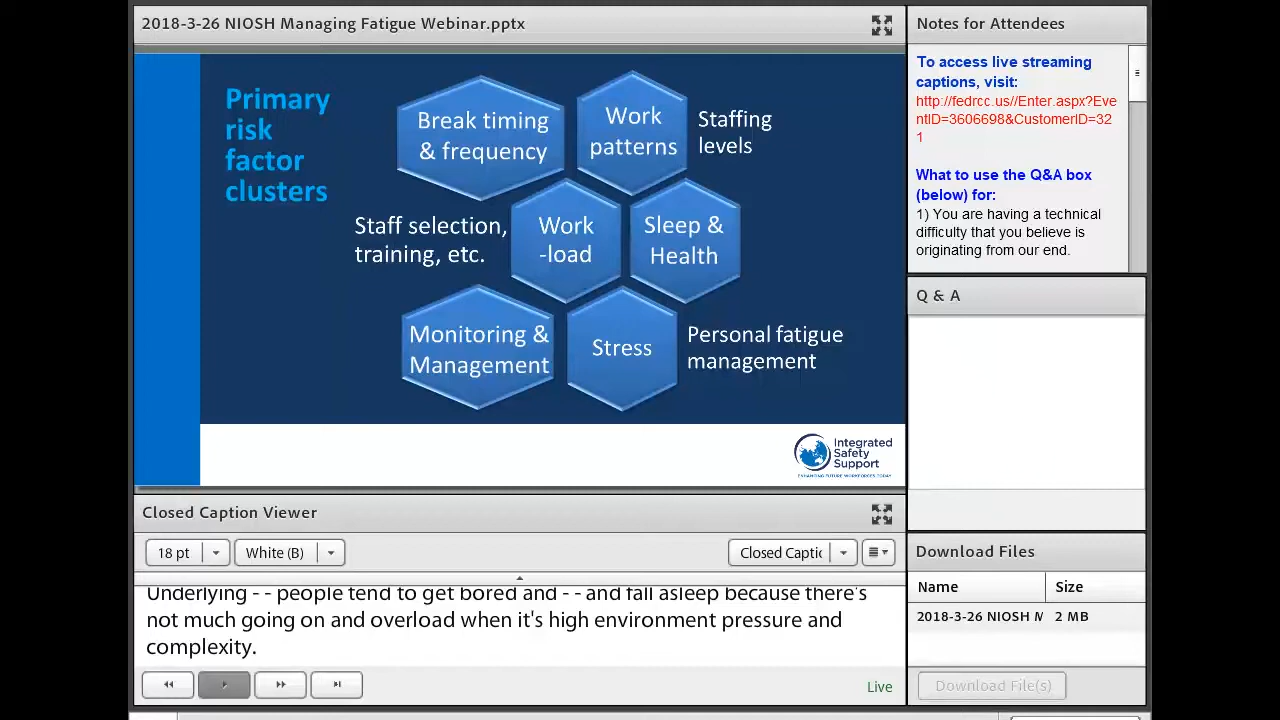 2018-3-26 NIOSH Managing Fatigue Webinar.pptx
Primary
risk
factor
clusters
Break timing
& frequency
Work
patterns
Staffing
levels
Staff selection,
training, etc.
Work
-load
Sleep &
Health
Monitoring &
Management
Stress
Personal fatigue
management
Integrated
Safety
Support
ENHANCING FUTURE WORKFORCES TODAY
Closed Caption Viewer
18 pt
White (B)
Closed Captic
Underlying - - people tend to get bored and - - and fall asleep because there's
not much going on and overload when it's high environment pressure and
complexity.
Live
Notes for Attendees
To access live streaming
captions, visit:
http://fedrcc.us//Enter.aspx?Eve
ntID=3606698&CustomerID=32
1
What to use the Q&A box
(below) for:
1) You are having a technical
difficulty that you believe is
originating from our end.
Q & A
Download Files
Name Size
2018-3-26 NIOSH M 2 MB
Download File(s)